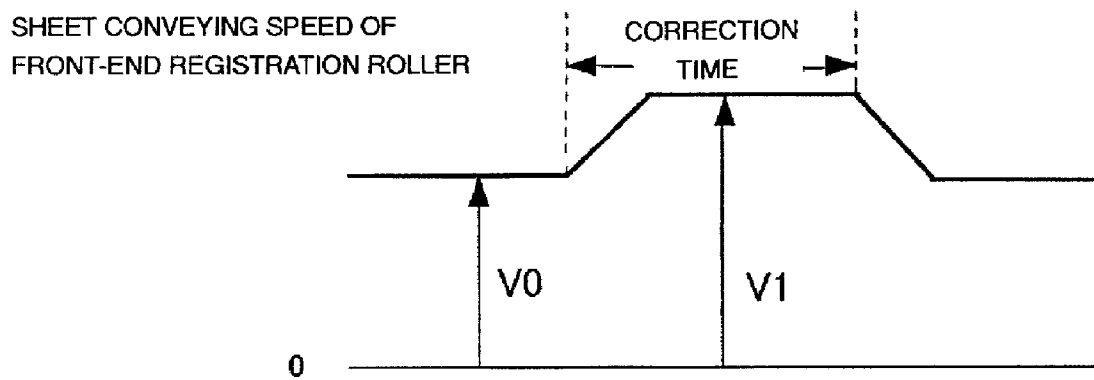 SHEET CONVEYING SPEED OF
FRONT-END REGISTRATION ROLLER
CORRECTION
TIME
V0
V1
0